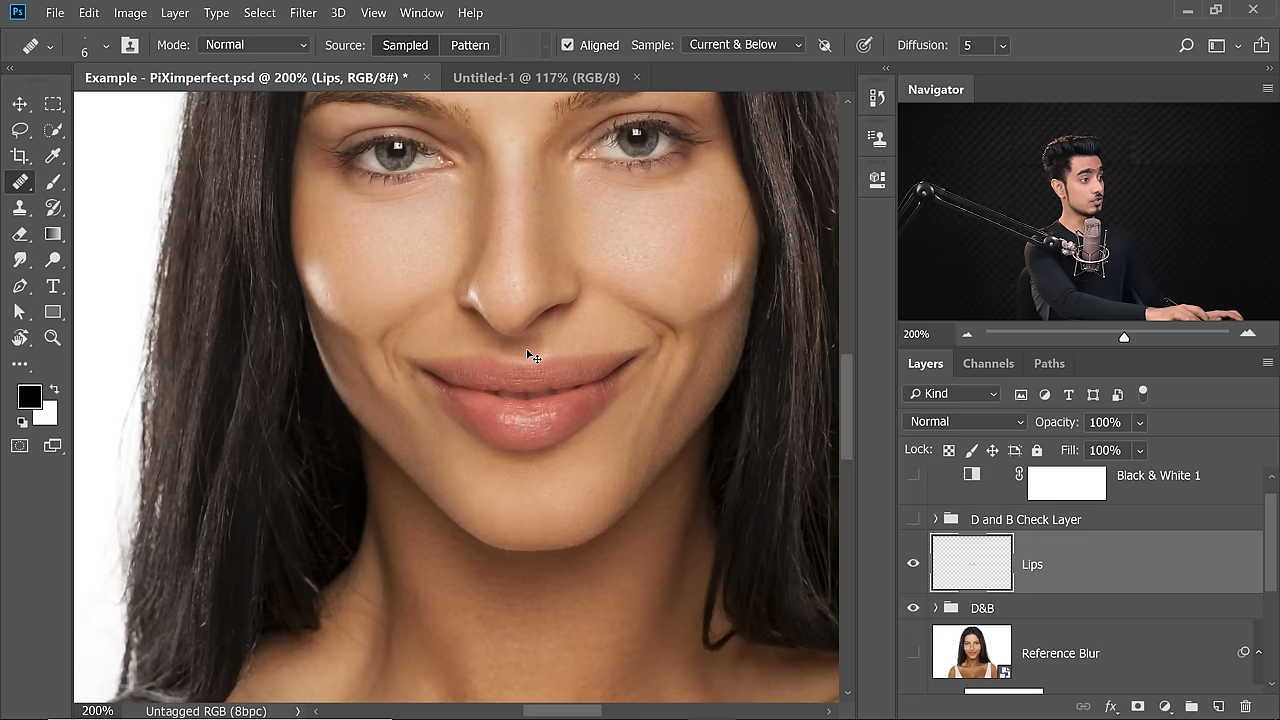 Ps File Edit Image Layer Type Select Filter 3D View Window Help
6 Mode: Normal Source: Sampled Pattern Aligned Sample: Current & Below Diffusion: 5
Example - PiXimperfect.psd @ 200% (Lips, RGB/8#) * Untitled-1 @ 117% (RGB/8)
Navigator
200%
Layers Channels Paths
Kind
Normal Opacity: 100%
Lock: Fill: 100%
Black & White 1
D and B Check Layer
Lips
D&B
Reference Blur
200% Untagged RGB (8bpc)
fx